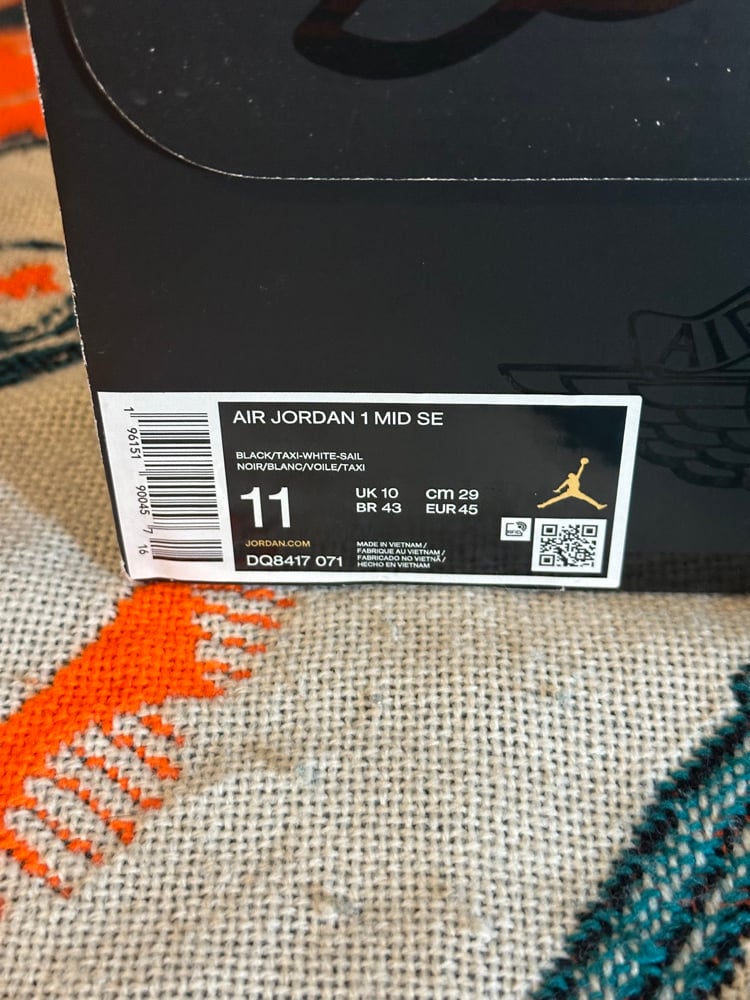 AIR
AIR JORDAN 1 MID SE
BLACK/TAXI-WHITE-SAIL
NOIR/BLANC/VOILE/TAXI
11
UK 10 CM 29
BR 43 EUR 45
JORDAN.COM
DQ8417 071
MADE IN VIETNAM /
FABRIQUE AU VIETNAM /
FABRICADO NO VIETNÃ /
HECHO EN VIETNAM
1 96151 90045 7 16